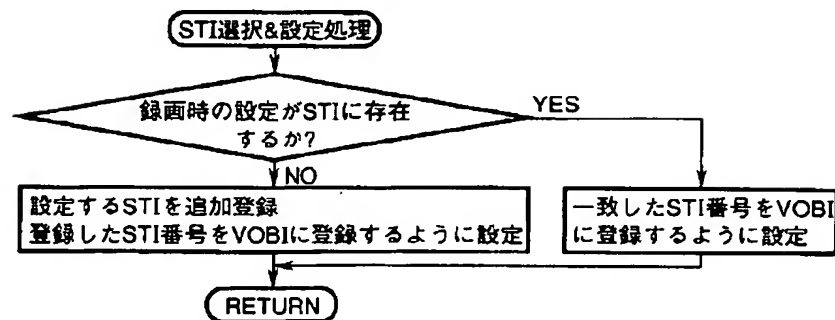 STI選択&設定処理
録画時の設定がSTIに存在
するか?
YES
NO
設定するSTIを追加登録
登録したSTI番号をVOBIに登録するように設定
一致したSTI番号をVOBI
に登録するように設定
RETURN